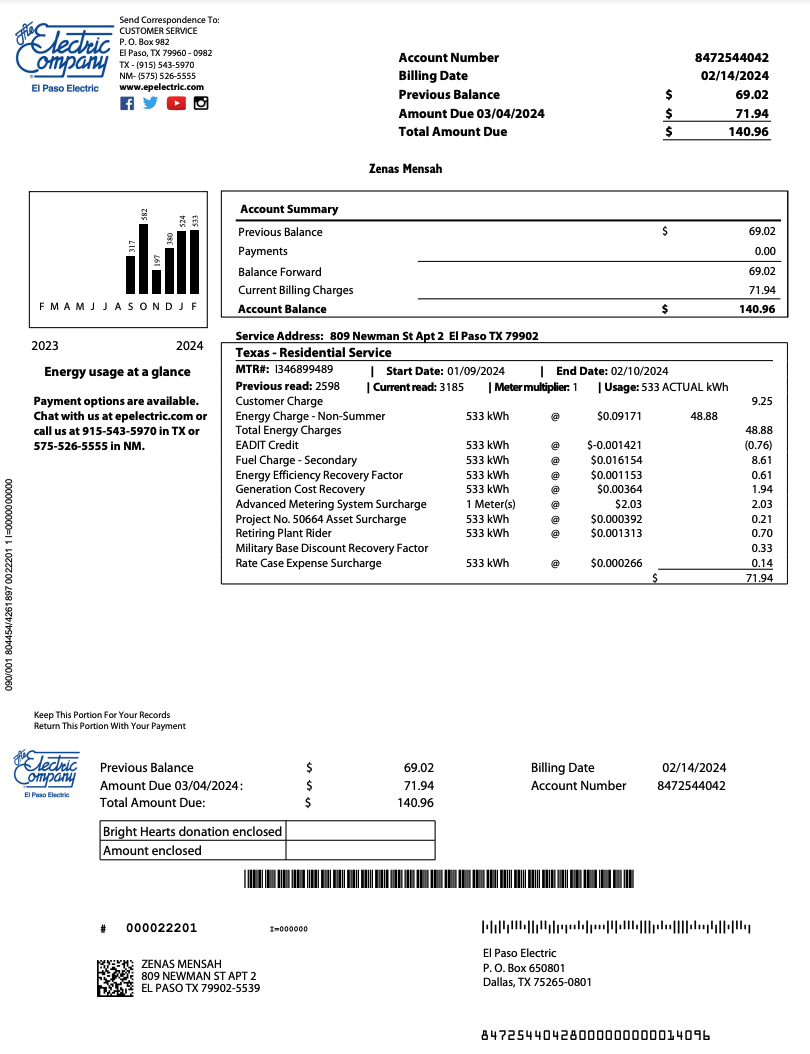 the Electric Company
El Paso Electric
Send Correspondence To:
CUSTOMER SERVICE
P. O. Box 982
El Paso, TX 79960 - 0982
TX - (915) 543-5970
NM- (575) 526-5555
www.epelectric.com
Account Number 8472544042
Billing Date 02/14/2024
Previous Balance $ 69.02
Amount Due 03/04/2024 $ 71.94
Total Amount Due $ 140.96
Zenas Mensah
317 582 197 380 524 533
F M A M J J A S O N D J F
2023 2024
Energy usage at a glance
Payment options are available.
Chat with us at epelectric.com or
call us at 915-543-5970 in TX or
575-526-5555 in NM.
Account Summary
Previous Balance $ 69.02
Payments 0.00
Balance Forward 69.02
Current Billing Charges 71.94
Account Balance $ 140.96
Service Address: 809 Newman St Apt 2 El Paso TX 79902
Texas - Residential Service
MTR#: I346899489 | Start Date: 01/09/2024 | End Date: 02/10/2024
Previous read: 2598 | Current read: 3185 | Meter multiplier: 1 | Usage: 533 ACTUAL kWh
Customer Charge 9.25
Energy Charge - Non-Summer 533 kWh @ $0.09171 48.88
Total Energy Charges 48.88
EADIT Credit 533 kWh @ $-0.001421 (0.76)
Fuel Charge - Secondary 533 kWh @ $0.016154 8.61
Energy Efficiency Recovery Factor 533 kWh @ $0.001153 0.61
Generation Cost Recovery 533 kWh @ $0.00364 1.94
Advanced Metering System Surcharge 1 Meter(s) @ $2.03 2.03
Project No. 50664 Asset Surcharge 533 kWh @ $0.000392 0.21
Retiring Plant Rider 533 kWh @ $0.001313 0.70
Military Base Discount Recovery Factor 0.33
Rate Case Expense Surcharge 533 kWh @ $0.000266 0.14
$ 71.94
090/001 804454/4261897 0022201 1 I=0000000000
Keep This Portion For Your Records
Return This Portion With Your Payment
the Electric Company
El Paso Electric
Previous Balance $ 69.02
Amount Due 03/04/2024: $ 71.94
Total Amount Due: $ 140.96
Billing Date 02/14/2024
Account Number 8472544042
Bright Hearts donation enclosed
Amount enclosed
# 000022201 I=000000
ZENAS MENSAH
809 NEWMAN ST APT 2
EL PASO TX 79902-5539
El Paso Electric
P. O. Box 650801
Dallas, TX 75265-0801
8472544042800000000000014096